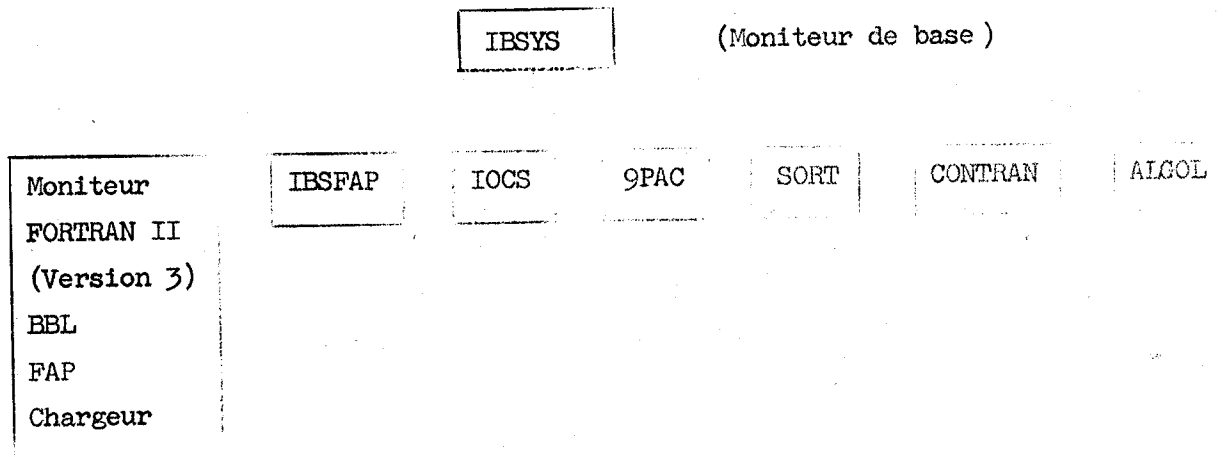 IBSYS (Moniteur de base)
Moniteur IBSFAP IOCS 9PAC SORT CONTRAN ALGOL
FORTRAN II
(Version 3)
BBL
FAP
Chargeur